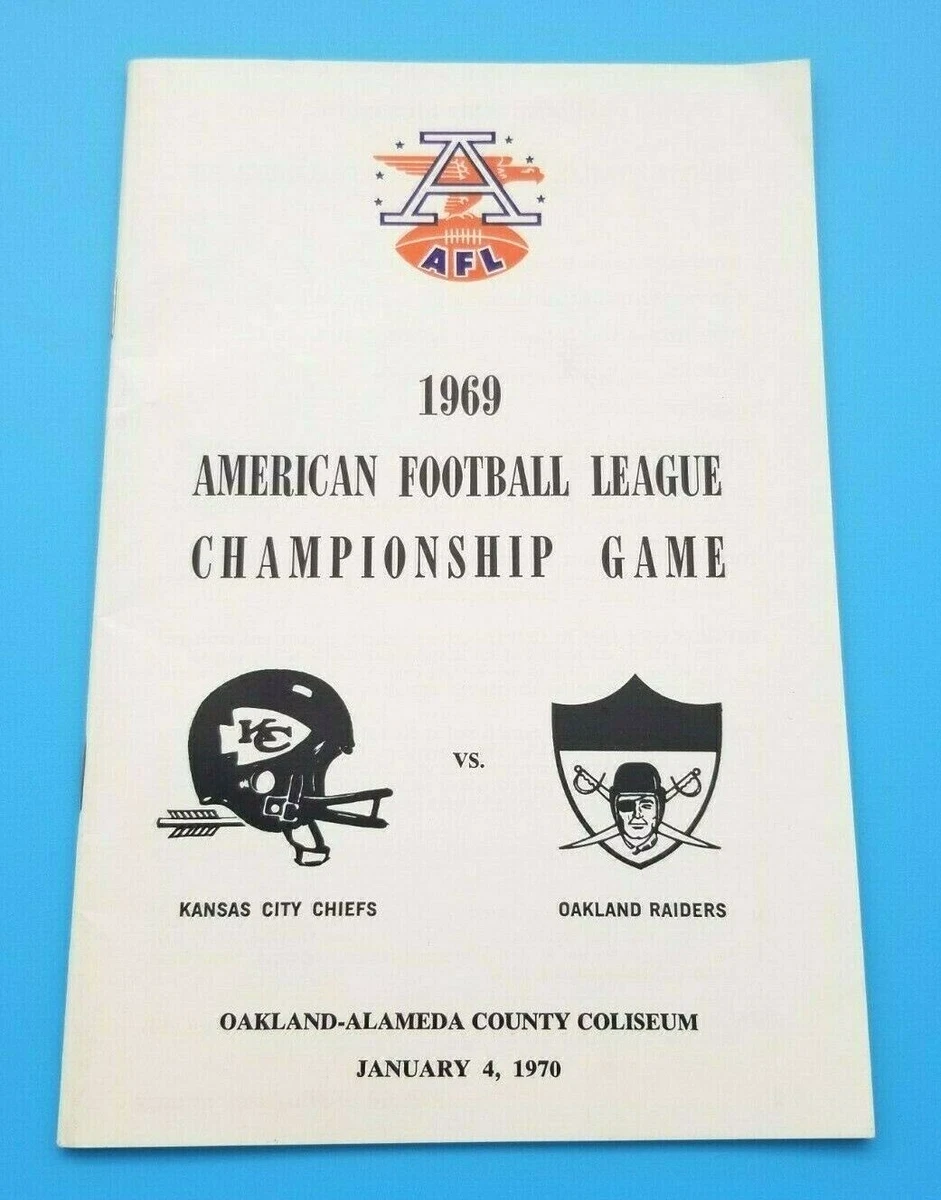 A
AFL
1969
AMERICAN FOOTBALL LEAGUE
CHAMPIONSHIP GAME
KC
vs.
KANSAS CITY CHIEFS
OAKLAND RAIDERS
OAKLAND-ALAMEDA COUNTY COLISEUM
JANUARY 4, 1970